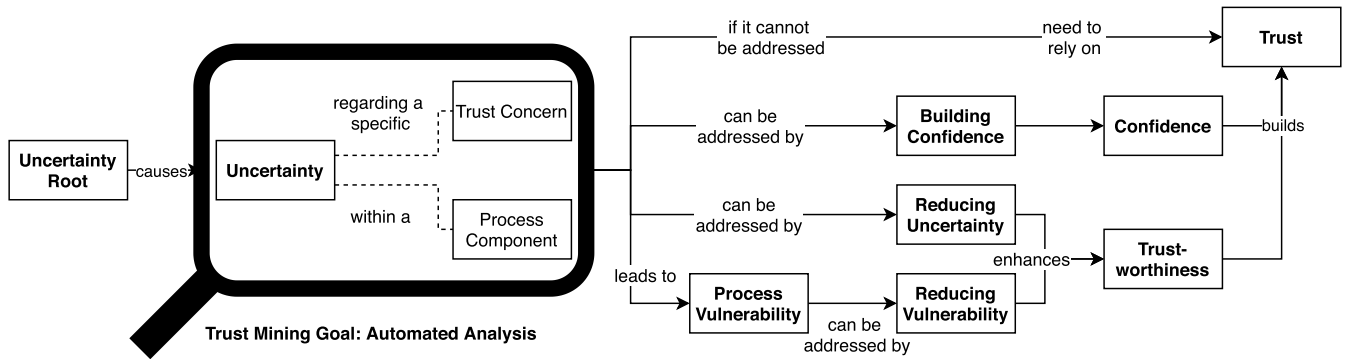 Uncertainty
Root
causes
Uncertainty
regarding a
specific
Trust Concern
within a
Process
Component
Trust Mining Goal: Automated Analysis
if it cannot
be addressed
need to
rely on
Trust
can be
addressed by
Building
Confidence
Confidence
builds
can be
addressed by
Reducing
Uncertainty
enhances
Trust-
worthiness
leads to
Process
Vulnerability
can be
addressed by
Reducing
Vulnerability